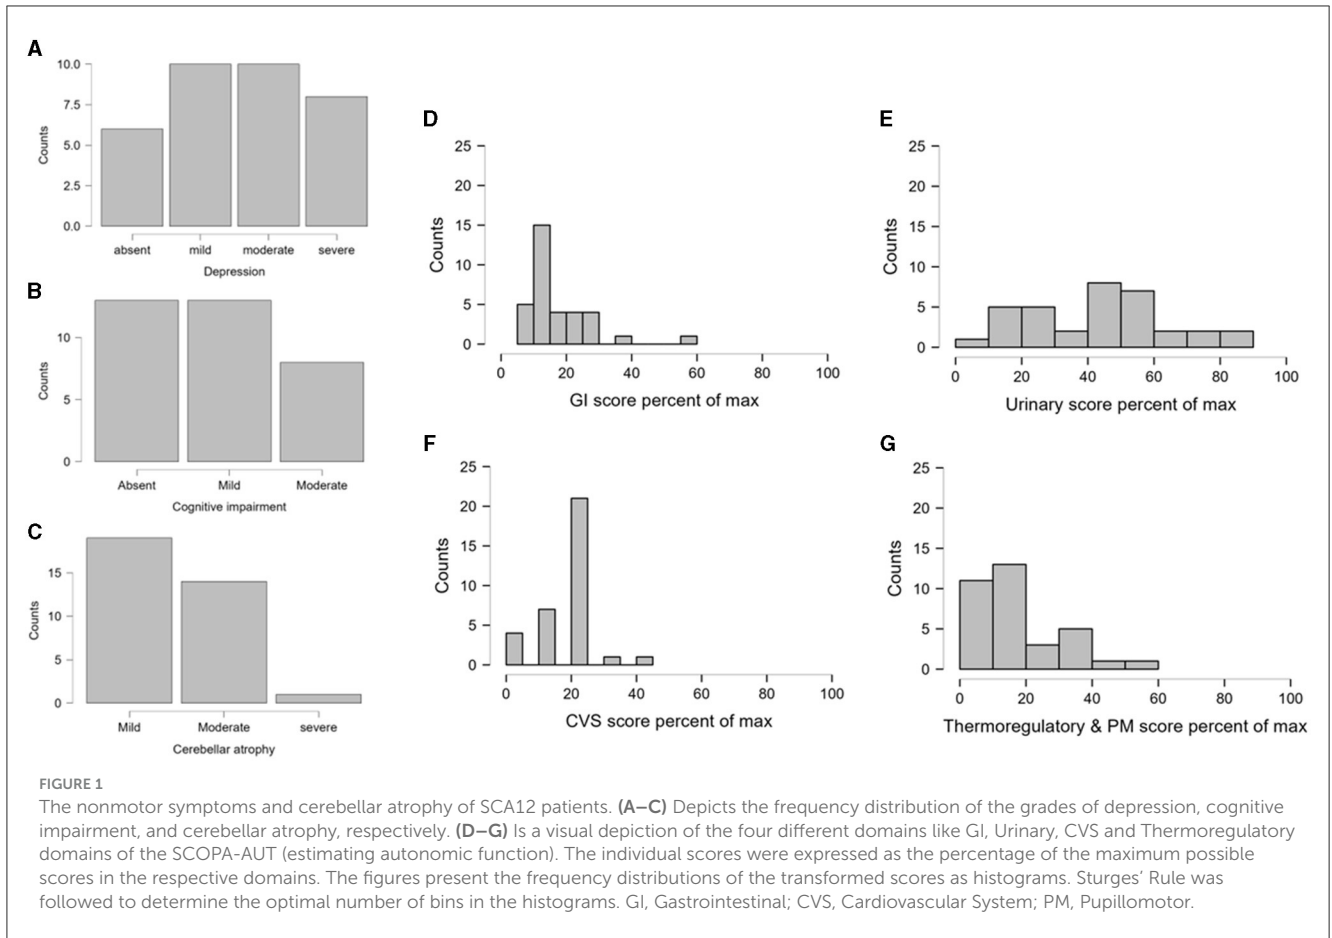 A
10.0
7.5
5.0
2.5
0.0
Counts
absent mild moderate severe
Depression
B
10
5
0
Counts
Absent Mild Moderate
Cognitive impairment
C
15
10
5
0
Counts
Mild Moderate severe
Cerebellar atrophy
D
25
20
15
10
5
0
Counts
0 20 40 60 80 100
GI score percent of max
E
25
20
15
10
5
0
Counts
0 20 40 60 80 100
Urinary score percent of max
F
25
20
15
10
5
0
Counts
0 20 40 60 80 100
CVS score percent of max
G
25
20
15
10
5
0
Counts
0 20 40 60 80 100
Thermoregulatory & PM score percent of max
FIGURE 1
The nonmotor symptoms and cerebellar atrophy of SCA12 patients. (A–C) Depicts the frequency distribution of the grades of depression, cognitive
impairment, and cerebellar atrophy, respectively. (D–G) Is a visual depiction of the four different domains like GI, Urinary, CVS and Thermoregulatory
domains of the SCOPA-AUT (estimating autonomic function). The individual scores were expressed as the percentage of the maximum possible
scores in the respective domains. The figures present the frequency distributions of the transformed scores as histograms. Sturges' Rule was
followed to determine the optimal number of bins in the histograms. GI, Gastrointestinal; CVS, Cardiovascular System; PM, Pupillomotor.